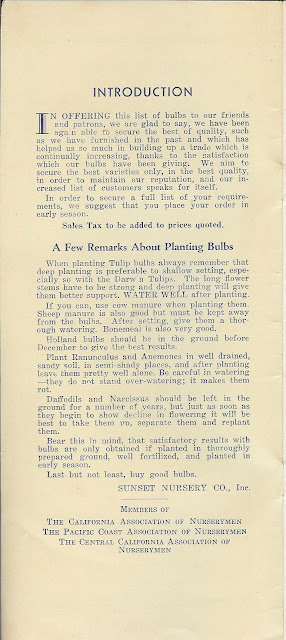 INTRODUCTION
IN OFFERING this list of bulbs to our friends
and patrons, we are glad to say, we have been
again able to secure the best of quality, such
as we have furnished in the past and which has
helped us so much in building up a trade which is
continually increasing, thanks to the satisfaction
which our bulbs have been giving. We aim to
secure the best varieties only, in the best quality,
in order to maintain our reputation, and our in-
creased list of customers speaks for itself.
In order to secure a full list of your require-
ments, we suggest that you place your order in
early season.
Sales Tax to be added to prices quoted.
A Few Remarks About Planting Bulbs
When planting Tulip bulbs always remember that
deep planting is preferable to shallow setting, espe-
cially so with the Darwin Tulips. The long flower
stems have to be strong and deep planting will give
them better support. WATER WELL after planting.
If you can, use cow manure when planting them.
Sheep manure is also good but must be kept away
from the bulbs. After setting, give them a thor-
ough watering. Bonemeal is also very good.
Holland bulbs should be in the ground before
December to give the best results.
Plant Ranunculus and Anemones in well drained,
sandy soil, in semi-shady places, and after planting
leave them pretty well alone. Be careful in watering
—they do not stand over-watering; it makes them
rot.
Daffodils and Narcissus should be left in the
ground for a number of years, but just as soon as
they begin to show decline in flowering it will be
best to take them up, separate them and replant
them.
Bear this in mind, that satisfactory results with
bulbs are only obtained if planted in thoroughly
prepared ground, well fertilized, and planted in
early season.
Last but not least, buy good bulbs.
SUNSET NURSERY CO., Inc.
MEMBERS OF
THE CALIFORNIA ASSOCIATION OF NURSERYMEN
THE PACIFIC COAST ASSOCIATION OF NURSERYMEN
THE CENTRAL CALIFORNIA ASSOCIATION OF
NURSERYMEN